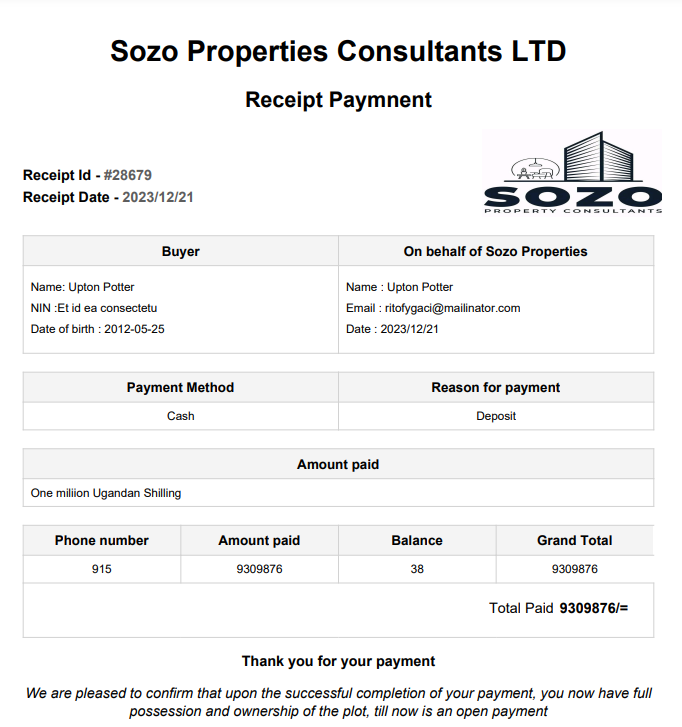 Sozo Properties Consultants LTD
Receipt Paymnent
Receipt Id - #28679
Receipt Date - 2023/12/21
SOZO
PROPERTY CONSULTANTS
Buyer
On behalf of Sozo Properties
Name: Upton Potter
NIN :Et id ea consectetu
Date of birth : 2012-05-25
Name : Upton Potter
Email : ritofygaci@mailinator.com
Date : 2023/12/21
Payment Method
Reason for payment
Cash
Deposit
Amount paid
One miliion Ugandan Shilling
Phone number
Amount paid
Balance
Grand Total
915
9309876
38
9309876
Total Paid 9309876/=
Thank you for your payment
We are pleased to confirm that upon the successful completion of your payment, you now have full
possession and ownership of the plot, till now is an open payment